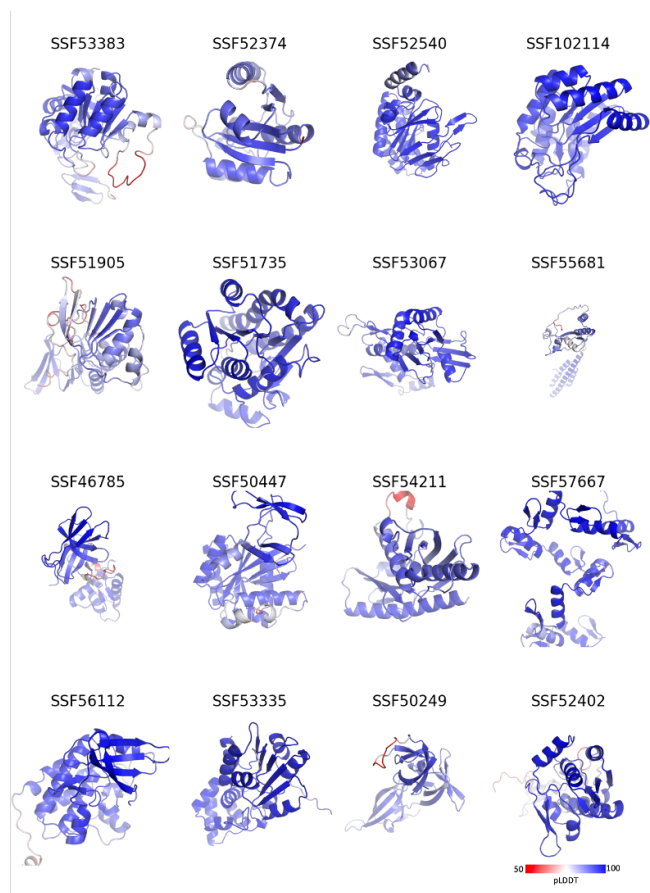 SSF53383 SSF52374 SSF52540 SSF102114
SSF51905 SSF51735 SSF53067 SSF55681
SSF46785 SSF50447 SSF54211 SSF57667
SSF56112 SSF53335 SSF50249 SSF52402
50 100
pLDDT